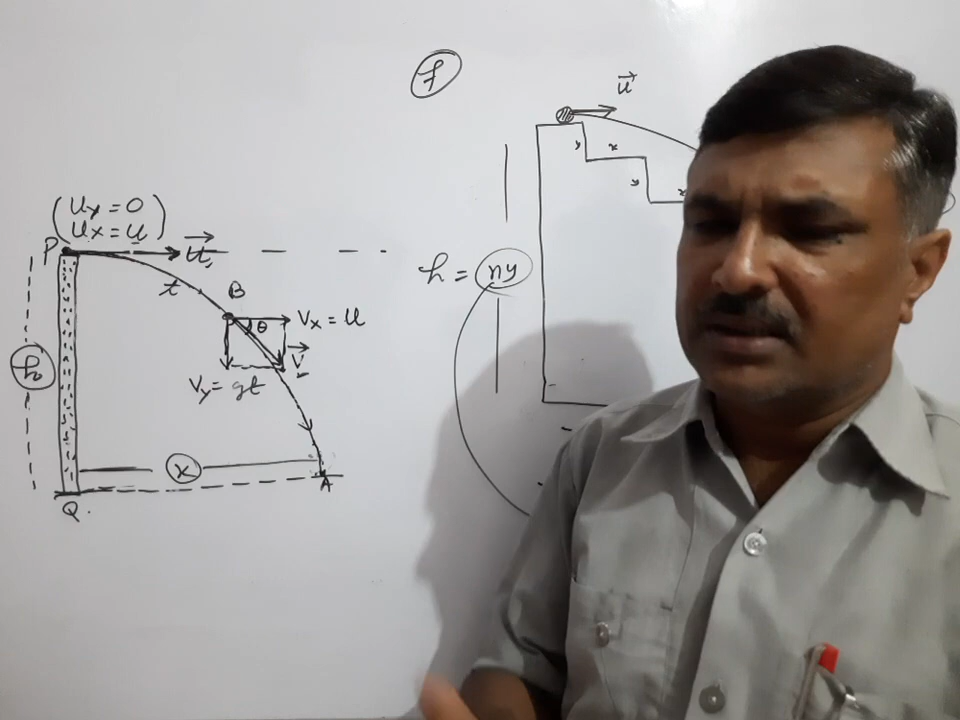 f
u
(Uy = 0
Ux = u)
P
u
t
B
θ
Vx = u
V
Vy = gt
h
x
Q.
A
y
x
y
x
h = ny